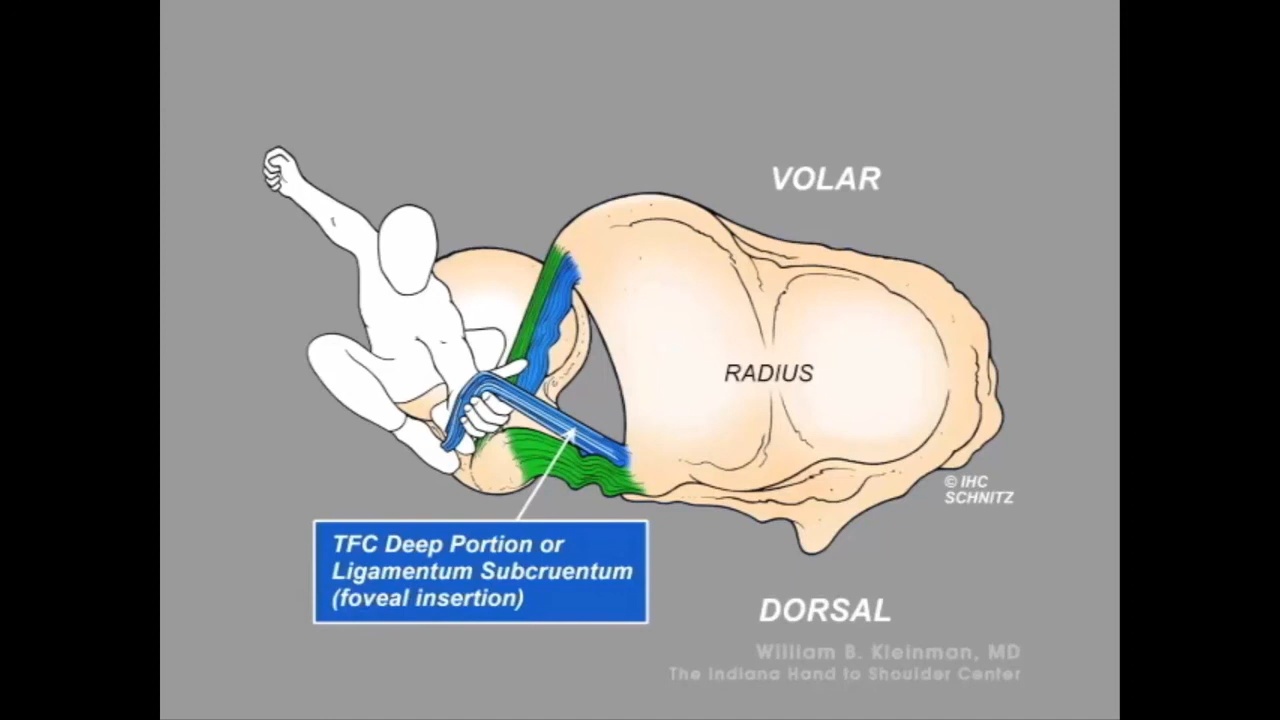 VOLAR
RADIUS
© IHC
SCHNITZ
TFC Deep Portion or
Ligamentum Subcruentum
(foveal insertion)
DORSAL
William B. Kleinman, MD
The Indiana Hand to Shoulder Center